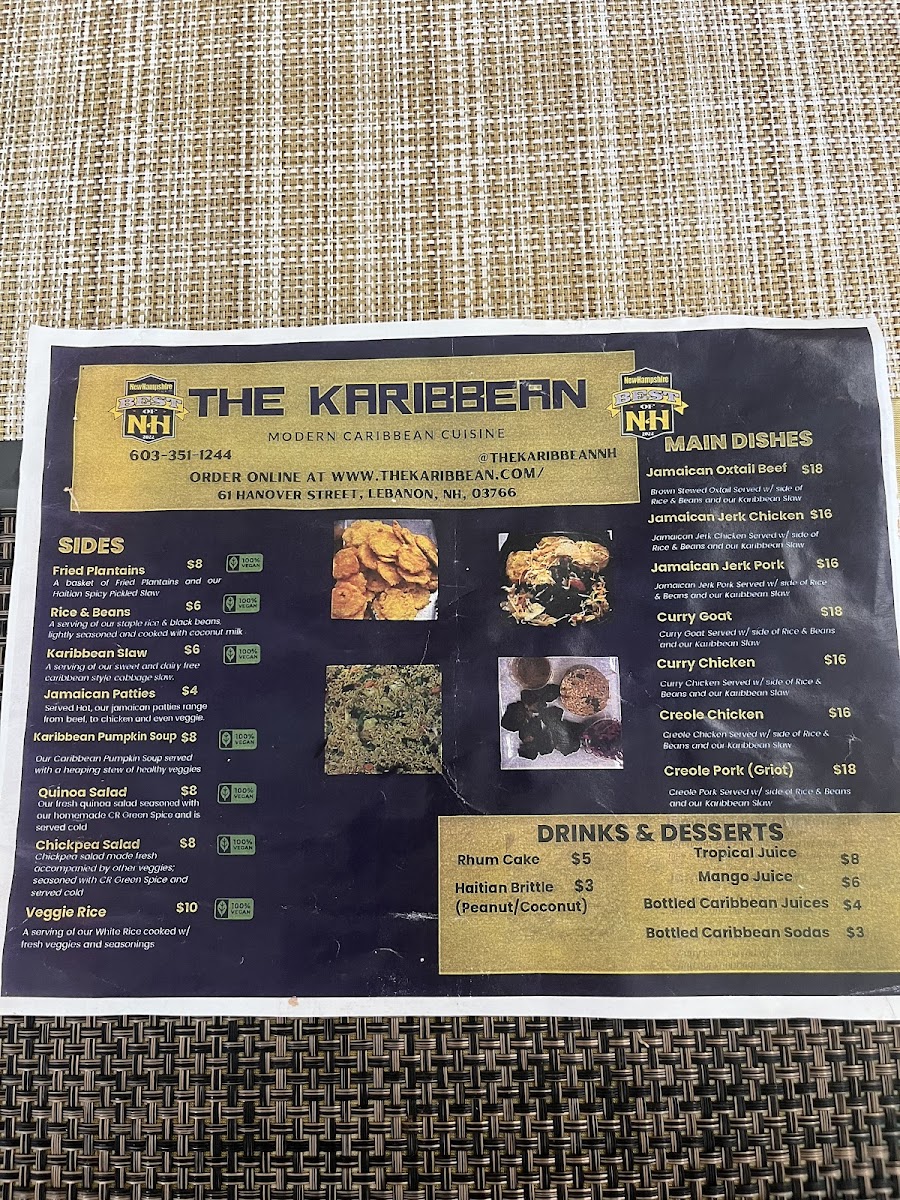 NewHampshire
BEST
OF
NH
2022
THE KARIBBEAN
NewHampshire
BEST
OF
NH
2022
MODERN CARIBBEAN CUISINE
603-351-1244
@THEKARIBBEANNH
ORDER ONLINE AT WWW.THEKARIBBEAN.COM/
61 HANOVER STREET, LEBANON, NH, 03766
SIDES
Fried Plantains $8 100% VEGAN
A basket of Fried Plantains and our
Haitian Spicy Pickled Slaw
Rice & Beans $6 100% VEGAN
A serving of our staple rice & black beans,
lightly seasoned and cooked with coconut milk
Karibbean Slaw $6 100% VEGAN
A serving of our sweet and dairy free
caribbean style cabbage slaw.
Jamaican Patties $4
Served Hot, our jamaican patties range
from beef, to chicken and even veggie.
Karibbean Pumpkin Soup $8 100% VEGAN
Our Caribbean Pumpkin Soup served
with a heaping stew of healthy veggies
Quinoa Salad $8 100% VEGAN
Our fresh quinoa salad seasoned with
our homemade CR Green Spice and is
served cold
Chickpea Salad $8 100% VEGAN
Chickpea salad made fresh
accompanied by other veggies;
seasoned with CR Green Spice and
served cold
Veggie Rice $10 100% VEGAN
A serving of our White Rice cooked w/
fresh veggies and seasonings
MAIN DISHES
Jamaican Oxtail Beef $18
Brown Stewed Oxtail Served w/ side of
Rice & Beans and our Karibbean Slaw
Jamaican Jerk Chicken $16
Jamaican Jerk Chicken Served w/ side of
Rice & Beans and our Karibbean Slaw
Jamaican Jerk Pork $16
Jamaican Jerk Pork Served w/ side of Rice
& Beans and our Karibbean Slaw
Curry Goat $18
Curry Goat Served w/ side of Rice & Beans
and our Karibbean Slaw
Curry Chicken $16
Curry Chicken Served w/ side of Rice &
Beans and our Karibbean Slaw
Creole Chicken $16
Creole Chicken Served w/ side of Rice &
Beans and our Karibbean Slaw
Creole Pork (Griot) $18
Creole Pork Served w/ side of Rice & Beans
and our Karibbean Slaw
DRINKS & DESSERTS
Rhum Cake $5
Haitian Brittle $3
(Peanut/Coconut)
Tropical Juice $8
Mango Juice $6
Bottled Caribbean Juices $4
Bottled Caribbean Sodas $3